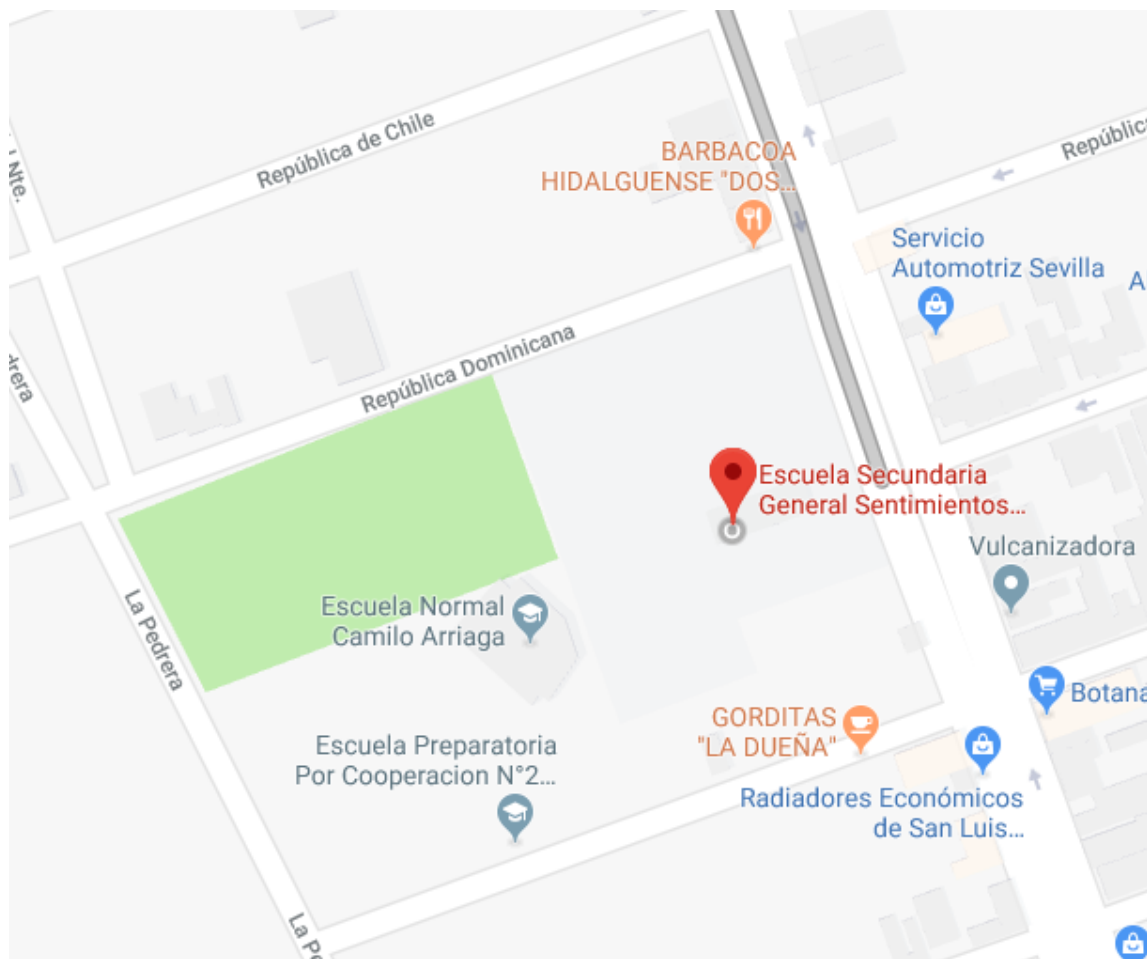 República de Chile
Nte.
BARBACOA
HIDALGUENSE "DOS...
República
Servicio
Automotriz Sevilla
A
drera
República Dominicana
Escuela Secundaria
General Sentimientos...
Vulcanizadora
Escuela Normal
Camilo Arriaga
La Pedrera
Botana
GORDITAS
"LA DUEÑA"
Escuela Preparatoria
Por Cooperacion N°2...
Radiadores Económicos
de San Luis...
La Pe